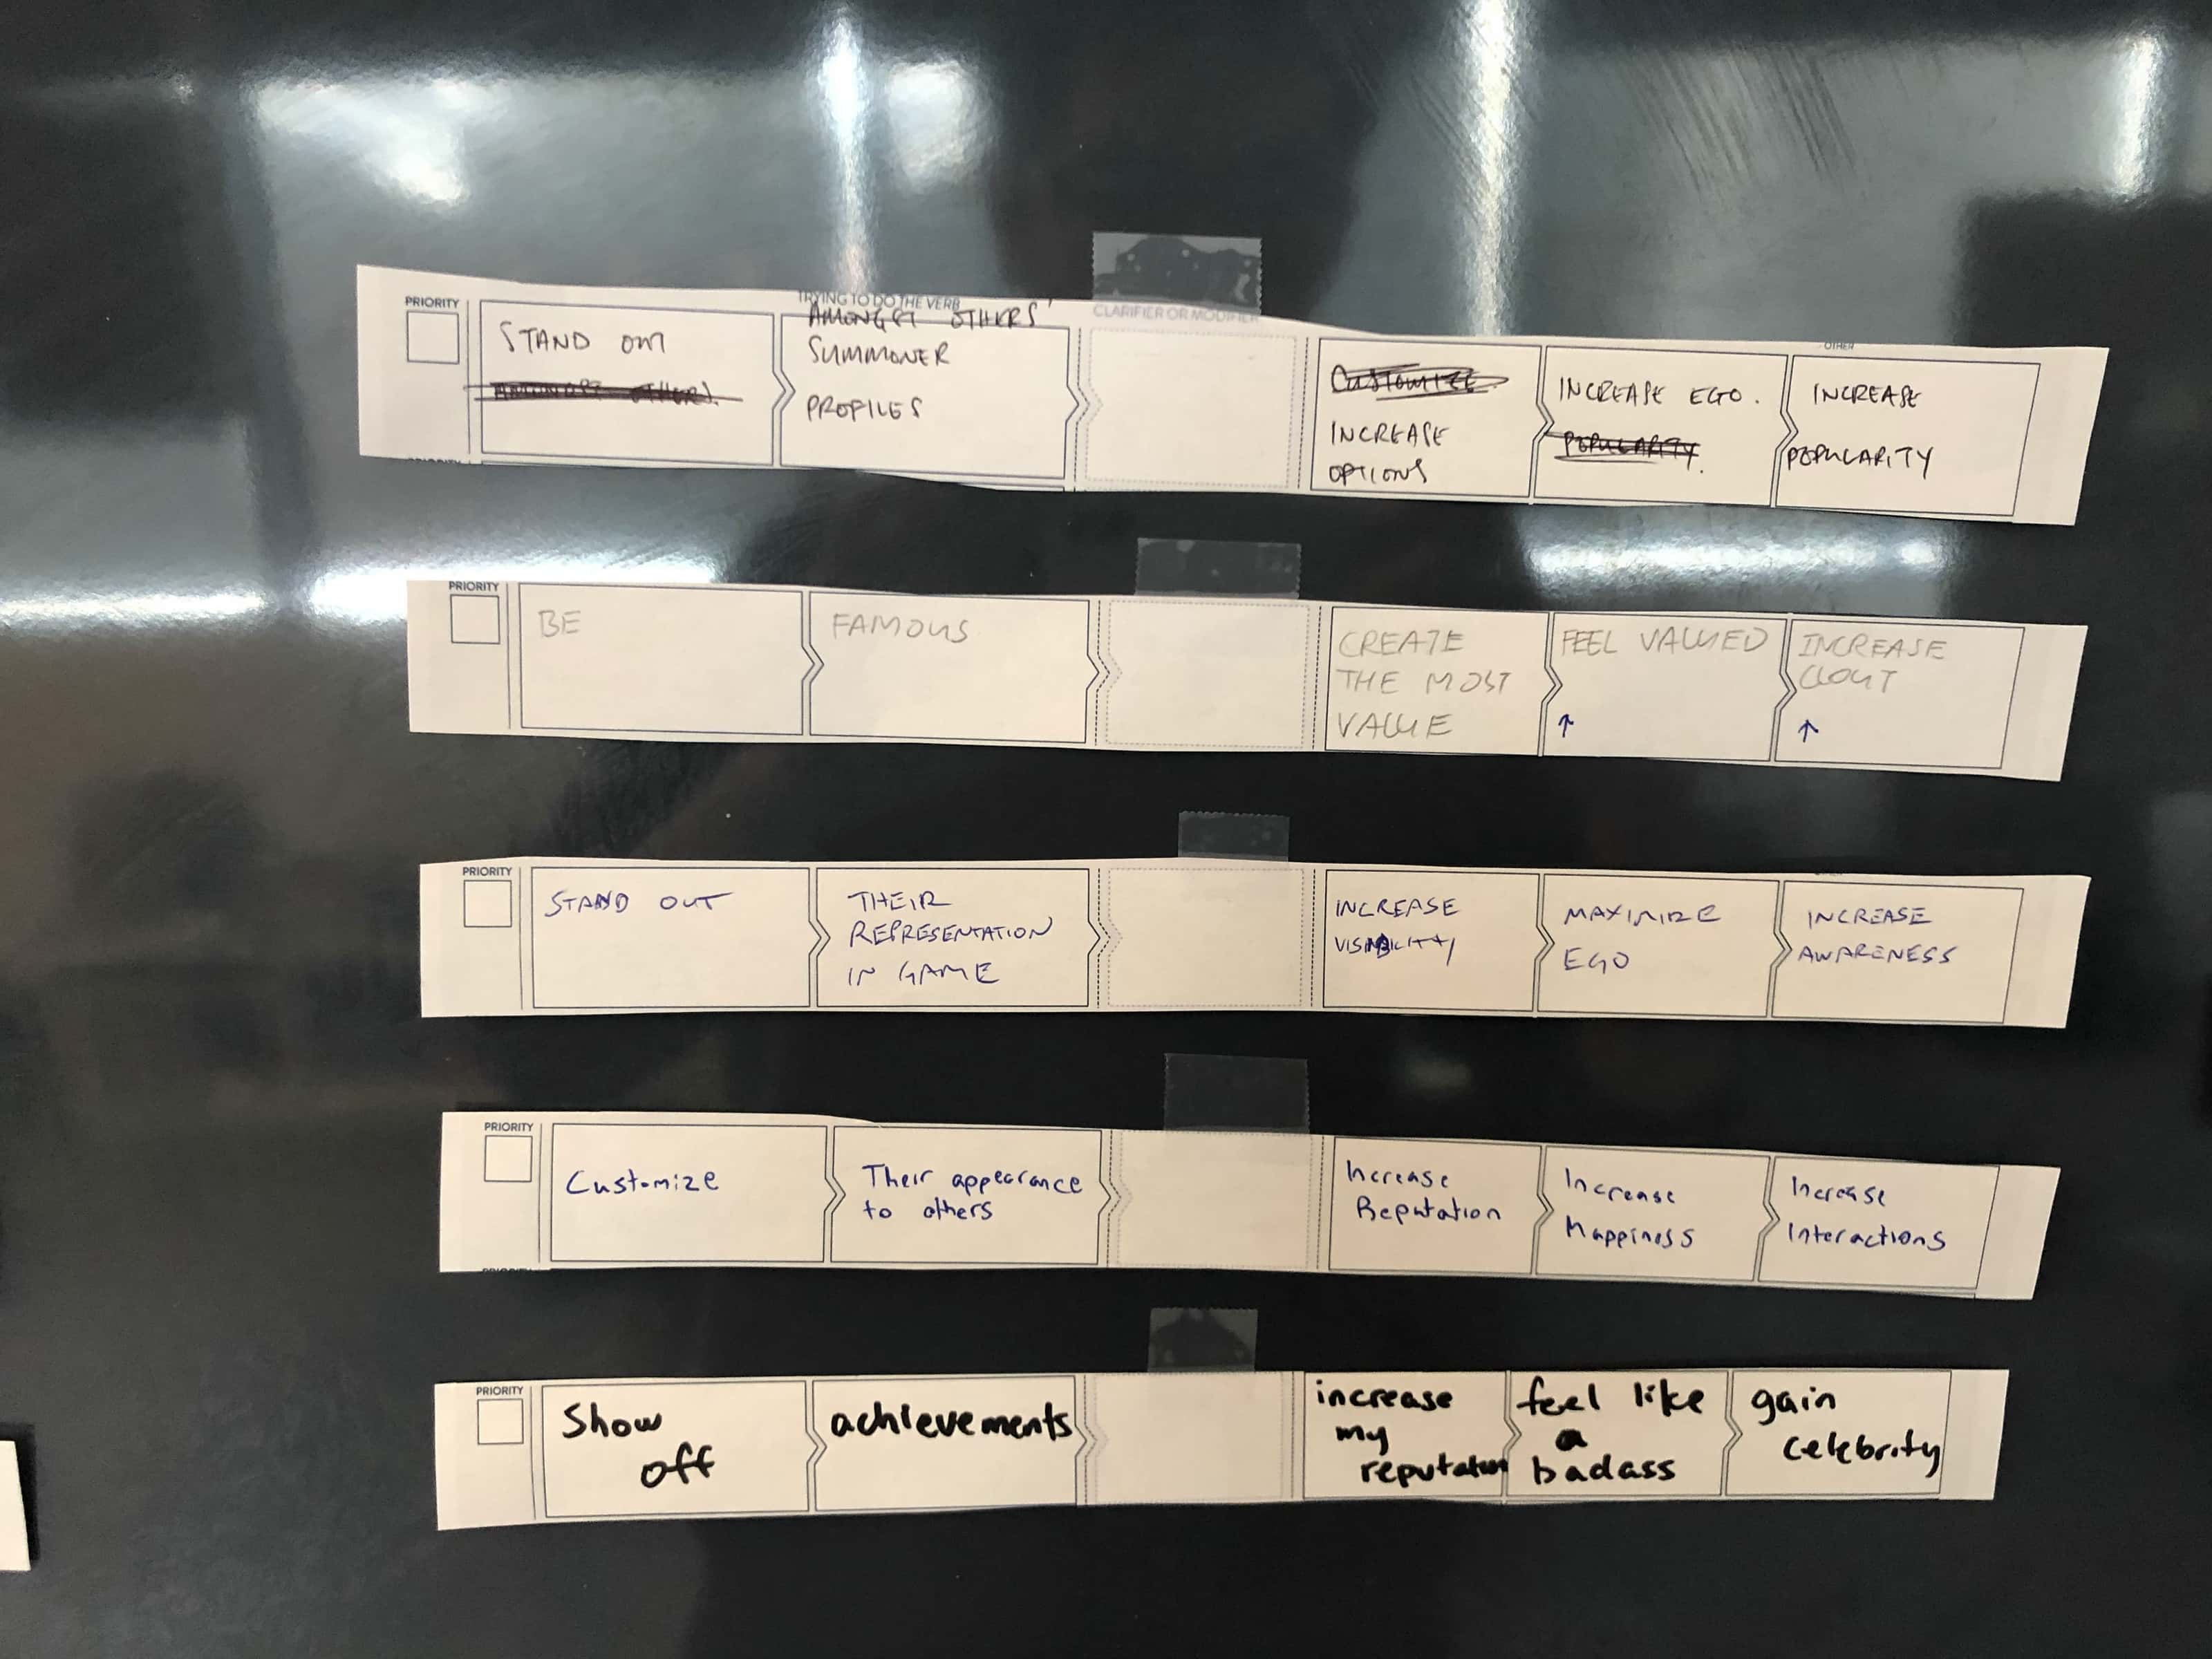 PRIORITY
TRYING TO DO THE VERB
CLARIFIER OR MODIFIER
OTHER
STAND OUT
AMONGST OTHERS.
AMONGST OTHERS'
SUMMONER
PROFILES
CUSTOMIZE
INCREASE
OPTIONS
INCREASE EGO.
POPULARITY.
INCREASE
POPULARITY
PRIORITY
PRIORITY
BE
FAMOUS
CREATE
THE MOST
VALUE
FEEL VALUED
↑
INCREASE
CLOUT
↑
PRIORITY
STAND OUT
THEIR
REPRESENTATION
IN GAME
INCREASE
VISIBILITY
MAXIMIZE
EGO
INCREASE
AWARENESS
PRIORITY
Customize
Their appearance
to others
Increase
Reputation
Increase
Happiness
Increase
Interactions
PRIORITY
PRIORITY
Show
off
achievements
increase
my
reputation
feel like
a
badass
gain
celebrity